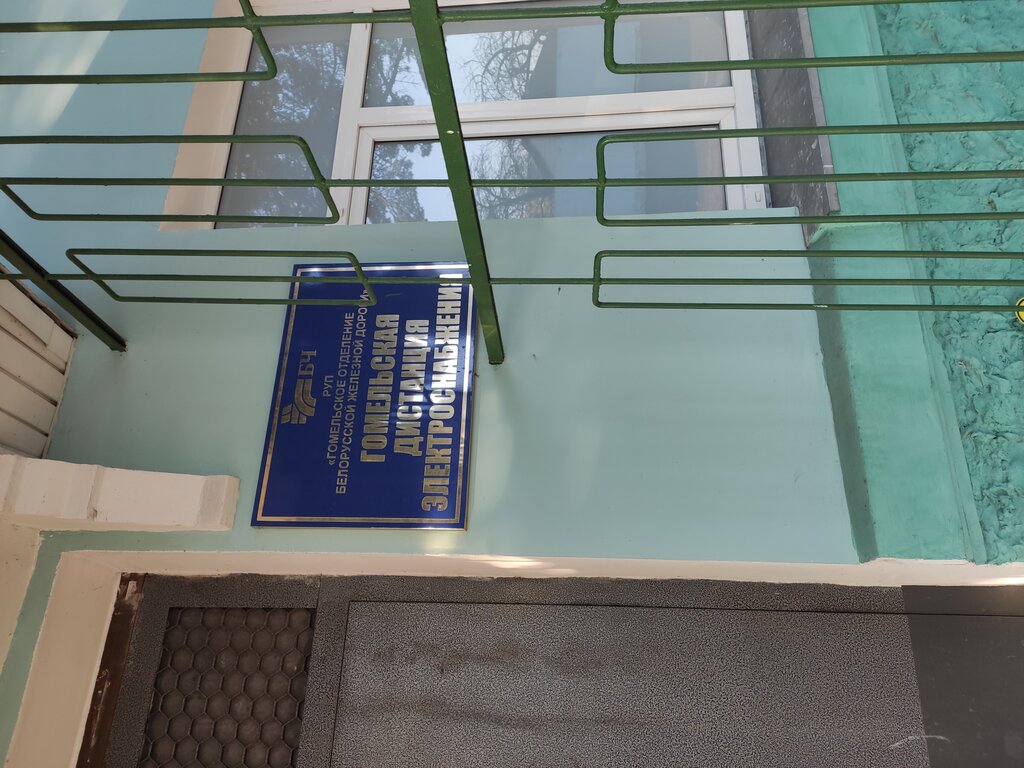 БЧ
РУП
«ГОМЕЛЬСКОЕ ОТДЕЛЕНИЕ
БЕЛОРУССКОЙ ЖЕЛЕЗНОЙ ДОРОГИ»
ГОМЕЛЬСКАЯ
ДИСТАНЦИЯ
ЭЛЕКТРОСНАБЖЕНИЯ